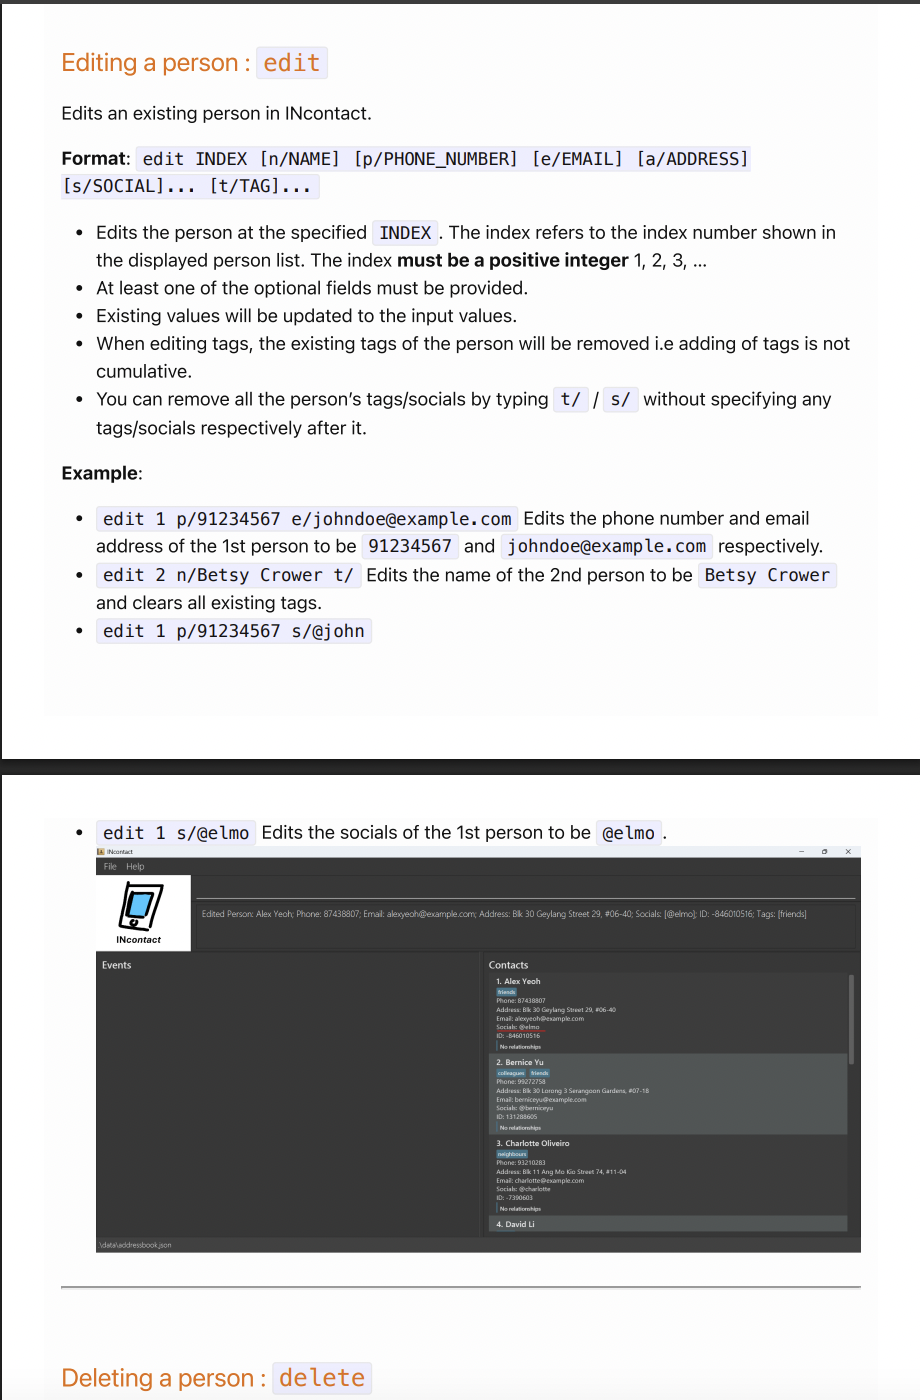 Editing a person : edit
Edits an existing person in INcontact.
Format: edit INDEX [n/NAME] [p/PHONE_NUMBER] [e/EMAIL] [a/ADDRESS]
[s/SOCIAL]... [t/TAG]...
• Edits the person at the specified INDEX . The index refers to the index number shown in
the displayed person list. The index must be a positive integer 1, 2, 3, …
• At least one of the optional fields must be provided.
• Existing values will be updated to the input values.
• When editing tags, the existing tags of the person will be removed i.e adding of tags is not
cumulative.
• You can remove all the person’s tags/socials by typing t/ / s/ without specifying any
tags/socials respectively after it.
Example:
• edit 1 p/91234567 e/johndoe@example.com Edits the phone number and email
address of the 1st person to be 91234567 and johndoe@example.com respectively.
• edit 2 n/Betsy Crower t/ Edits the name of the 2nd person to be Betsy Crower
and clears all existing tags.
• edit 1 p/91234567 s/@john
• edit 1 s/@elmo Edits the socials of the 1st person to be @elmo .
INcontact
File Help
INcontact
Edited Person: Alex Yeoh; Phone: 87438807; Email: alexyeoh@example.com; Address: Blk 30 Geylang Street 29, #06-40; Socials: [@elmo]; ID: -846010516; Tags: [friends]
Events
Contacts
1. Alex Yeoh
friends
Phone: 87438807
Address: Blk 30 Geylang Street 29, #06-40
Email: alexyeoh@example.com
Socials: @elmo
ID: -846010516
No relationships
2. Bernice Yu
colleagues friends
Phone: 99272758
Address: Blk 30 Lorong 3 Serangoon Gardens, #07-18
Email: berniceyu@example.com
Socials: @berniceyu
ID: 131288605
No relationships
3. Charlotte Oliveiro
neighbours
Phone: 93210283
Address: Blk 11 Ang Mo Kio Street 74, #11-04
Email: charlotte@example.com
Socials: @charlotte
ID: -7390603
No relationships
4. David Li
\data\addressbook.json
Deleting a person : delete